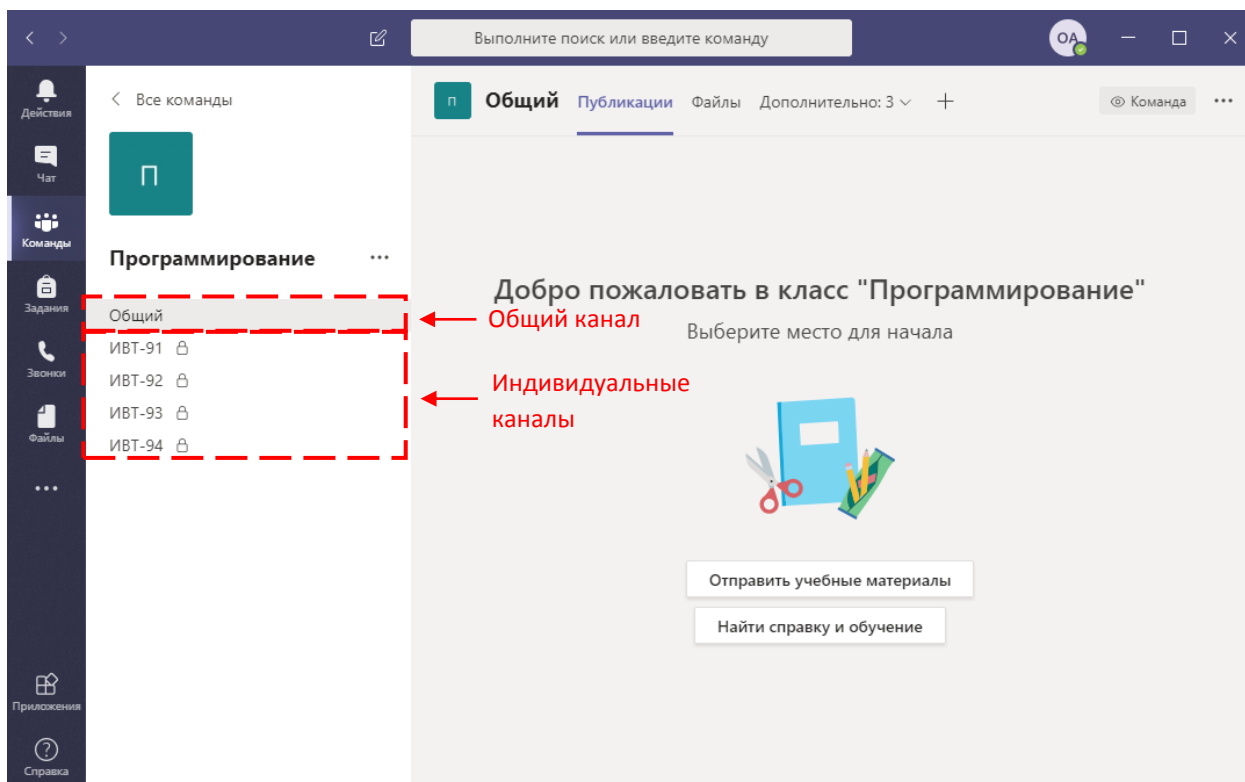 Выполните поиск или введите команду
ОА
Действия
Чат
Команды
Задания
Звонки
Файлы
Приложения
Справка
Все команды
П
Программирование
Общий
ИВТ-91
ИВТ-92
ИВТ-93
ИВТ-94
П Общий Публикации Файлы Дополнительно: 3 Команда
Добро пожаловать в класс "Программирование"
Общий канал
Выберите место для начала
Индивидуальные
каналы
Отправить учебные материалы
Найти справку и обучение